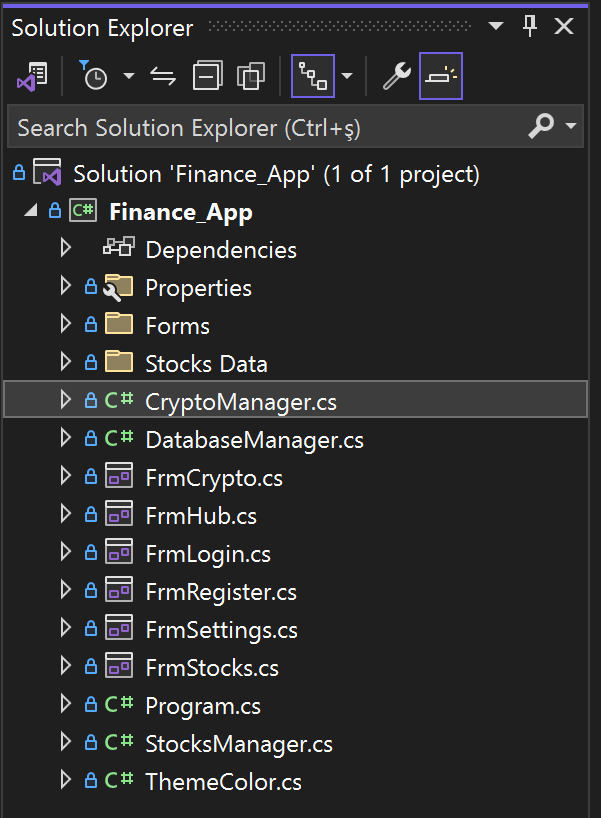 Solution Explorer
Search Solution Explorer (Ctrl+ş)
Solution 'Finance_App' (1 of 1 project)
C# Finance_App
Dependencies
Properties
Forms
Stocks Data
C# CryptoManager.cs
C# DatabaseManager.cs
FrmCrypto.cs
FrmHub.cs
FrmLogin.cs
FrmRegister.cs
FrmSettings.cs
FrmStocks.cs
C# Program.cs
C# StocksManager.cs
C# ThemeColor.cs